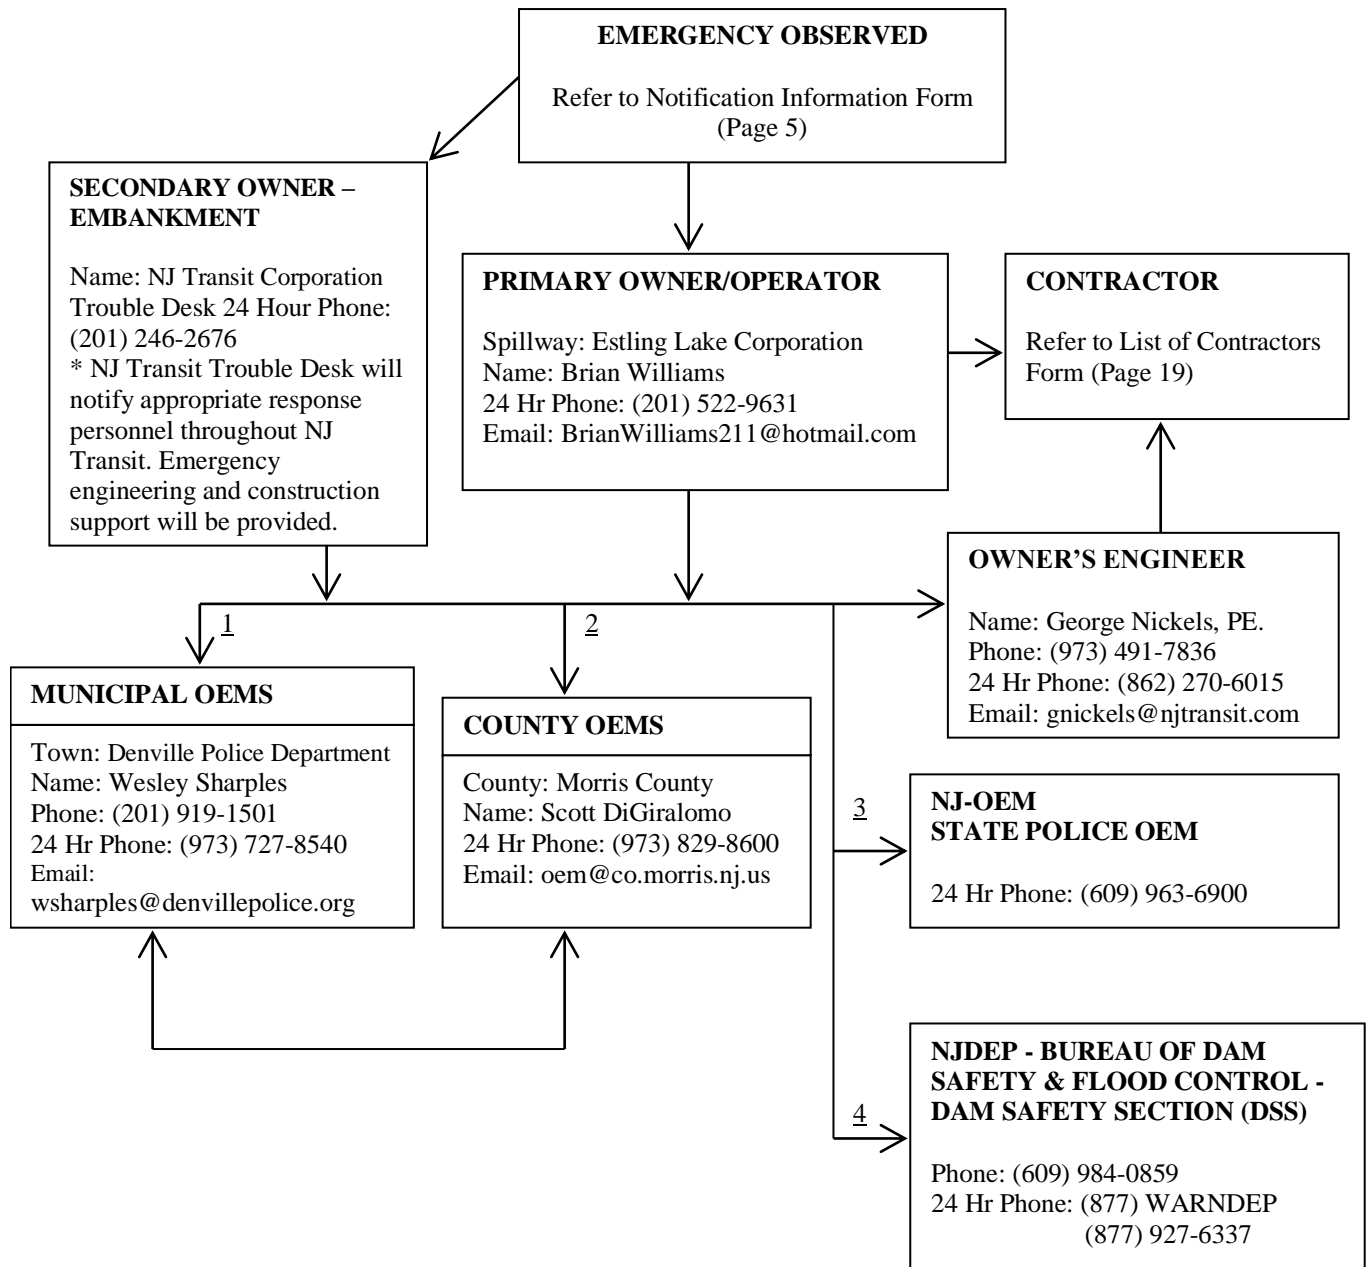 EMERGENCY OBSERVED
Refer to Notification Information Form
(Page 5)
SECONDARY OWNER –
EMBANKMENT
Name: NJ Transit Corporation
Trouble Desk 24 Hour Phone:
(201) 246-2676
* NJ Transit Trouble Desk will
notify appropriate response
personnel throughout NJ
Transit. Emergency
engineering and construction
support will be provided.
PRIMARY OWNER/OPERATOR
Spillway: Estling Lake Corporation
Name: Brian Williams
24 Hr Phone: (201) 522-9631
Email: BrianWilliams211@hotmail.com
CONTRACTOR
Refer to List of Contractors
Form (Page 19)
OWNER’S ENGINEER
Name: George Nickels, PE.
Phone: (973) 491-7836
24 Hr Phone: (862) 270-6015
Email: gnickels@njtransit.com
1
MUNICIPAL OEMS
Town: Denville Police Department
Name: Wesley Sharples
Phone: (201) 919-1501
24 Hr Phone: (973) 727-8540
Email:
wsharples@denvillepolice.org
2
COUNTY OEMS
County: Morris County
Name: Scott DiGiralomo
24 Hr Phone: (973) 829-8600
Email: oem@co.morris.nj.us
3
NJ-OEM
STATE POLICE OEM
24 Hr Phone: (609) 963-6900
4
NJDEP - BUREAU OF DAM
SAFETY & FLOOD CONTROL -
DAM SAFETY SECTION (DSS)
Phone: (609) 984-0859
24 Hr Phone: (877) WARNDEP
(877) 927-6337